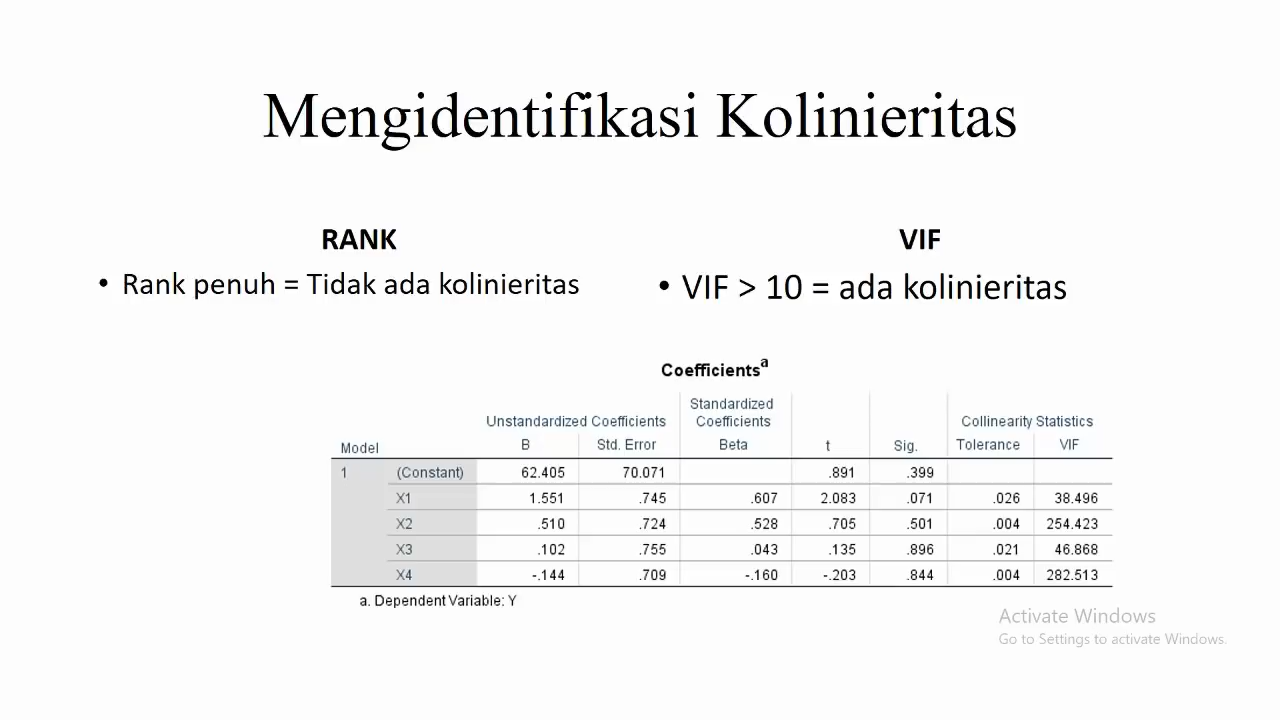 Mengidentifikasi Kolinieritas
RANK
• Rank penuh = Tidak ada kolinieritas
VIF
• VIF > 10 = ada kolinieritas
Coefficientsa
Unstandardized Coefficients Standardized Coefficients Collinearity Statistics
Model B Std. Error Beta t Sig. Tolerance VIF
1 (Constant) 62.405 70.071 .891 .399
X1 1.551 .745 .607 2.083 .071 .026 38.496
X2 .510 .724 .528 .705 .501 .004 254.423
X3 .102 .755 .043 .135 .896 .021 46.868
X4 -.144 .709 -.160 -.203 .844 .004 282.513
a. Dependent Variable: Y
Activate Windows
Go to Settings to activate Windows.